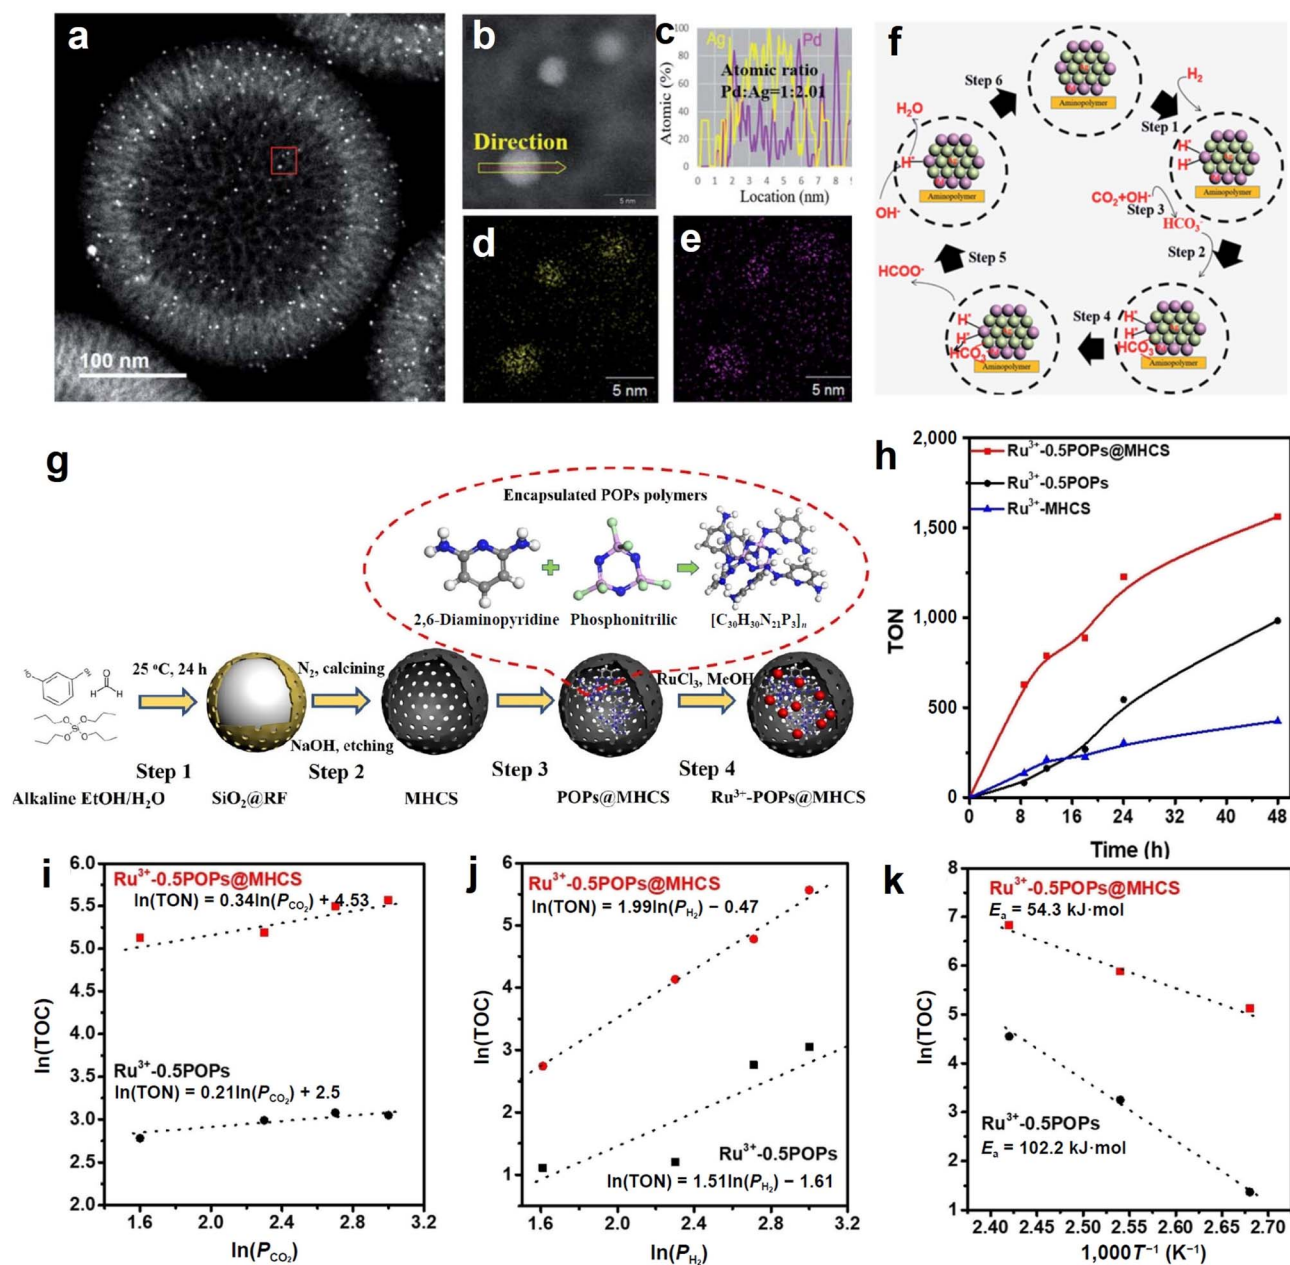 a
100 nm
b
Direction
5 nm
c
Ag
Pd
Atomic ratio
Pd:Ag=1:2.01
Atomic (%)
100
80
60
40
20
0
0 1 2 3 4 5 6 7 8 9
Location (nm)
d
5 nm
e
5 nm
f
Step 6
Aminopolymer
H₂
Step 1
H₂O
H*
Aminopolymer
OH⁻
H*
H*
Aminopolymer
CO₂+OH⁻
Step 3
HCO₃⁻
Step 2
HCOO⁻
Step 5
H*
H*
HCO₃⁻
Aminopolymer
Step 4
H*
H*
HCO₃⁻
Aminopolymer
g
Encapsulated POPs polymers
2,6-Diaminopyridine
Phosphonitrilic
[C₃₀H₃₀N₂₁P₃]ₙ
25 °C, 24 h
N₂, calcining
RuCl₃, MeOH
NaOH, etching
Step 1
Step 2
Step 3
Step 4
Alkaline EtOH/H₂O
SiO₂@RF
MHCS
POPs@MHCS
Ru³⁺-POPs@MHCS
h
Ru³⁺-0.5POPs@MHCS
Ru³⁺-0.5POPs
Ru³⁺-MHCS
TON
2,000
1,500
1,000
500
0
0 8 16 24 32 40 48
Time (h)
i
Ru³⁺-0.5POPs@MHCS
ln(TON) = 0.34ln(P_CO₂) + 4.53
Ru³⁺-0.5POPs
ln(TON) = 0.21ln(P_CO₂) + 2.5
ln(TOC)
6.0
5.5
5.0
4.5
4.0
3.5
3.0
2.5
2.0
1.6 2.0 2.4 2.8 3.2
ln(P_CO₂)
j
Ru³⁺-0.5POPs@MHCS
ln(TON) = 1.99ln(P_H₂) − 0.47
Ru³⁺-0.5POPs
ln(TON) = 1.51ln(P_H₂) − 1.61
ln(TOC)
6
5
4
3
2
1
1.6 2.0 2.4 2.8 3.2
ln(P_H₂)
k
Ru³⁺-0.5POPs@MHCS
Eₐ = 54.3 kJ·mol
Ru³⁺-0.5POPs
Eₐ = 102.2 kJ·mol
ln(TOC)
8
7
6
5
4
3
2
1
2.40 2.45 2.50 2.55 2.60 2.65 2.70
1,000T⁻¹ (K⁻¹)